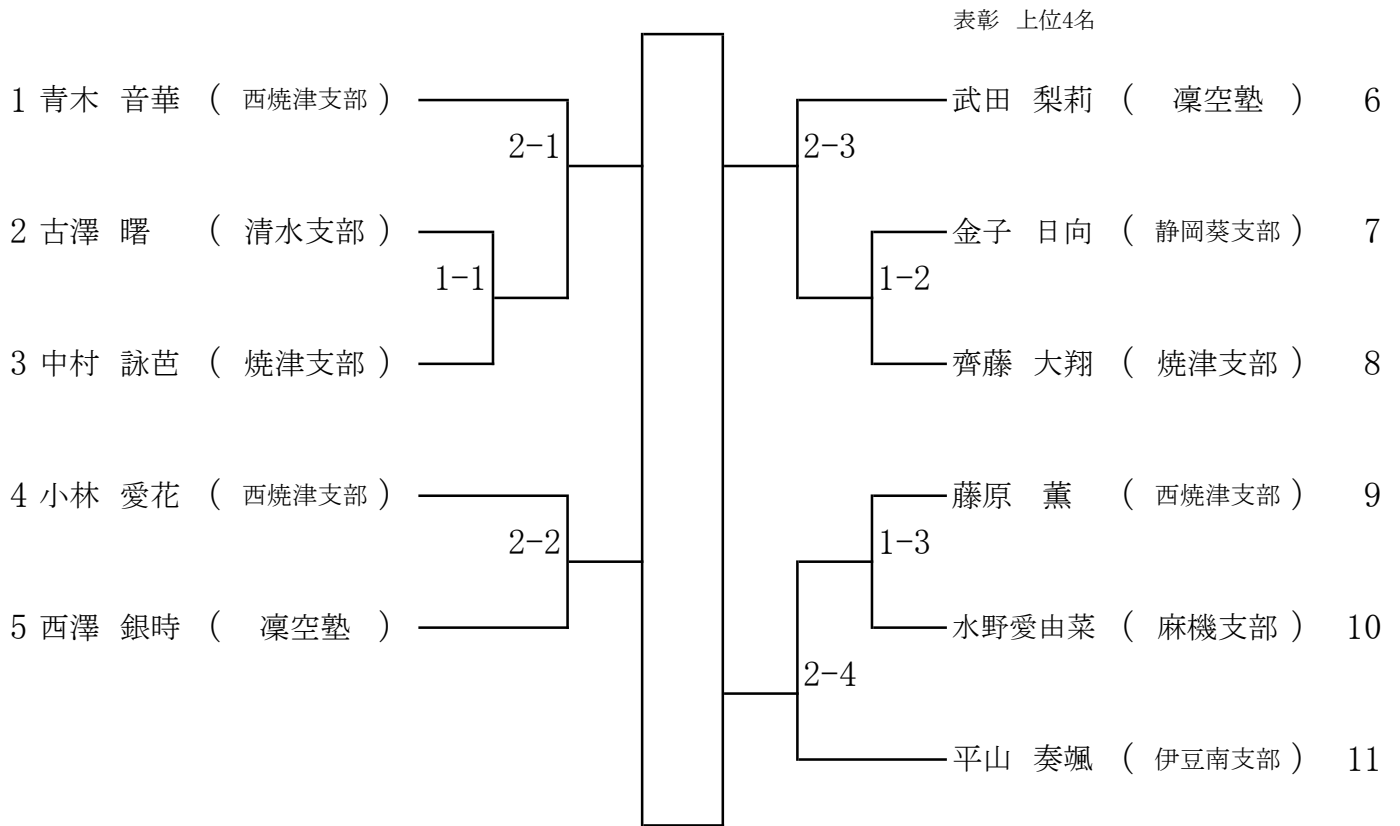 表彰 上位4名
1 青木 音華 ( 西焼津支部 )
2-1
2 古澤 曙 ( 清水支部 )
1-1
3 中村 詠芭 ( 焼津支部 )
4 小林 愛花 ( 西焼津支部 )
2-2
5 西澤 銀時 ( 凜空塾 )
武田 梨莉 ( 凜空塾 ) 6
2-3
金子 日向 ( 静岡葵支部 ) 7
1-2
齊藤 大翔 ( 焼津支部 ) 8
藤原 薫 ( 西焼津支部 ) 9
1-3
水野愛由菜 ( 麻機支部 ) 10
2-4
平山 奏颯 ( 伊豆南支部 ) 11